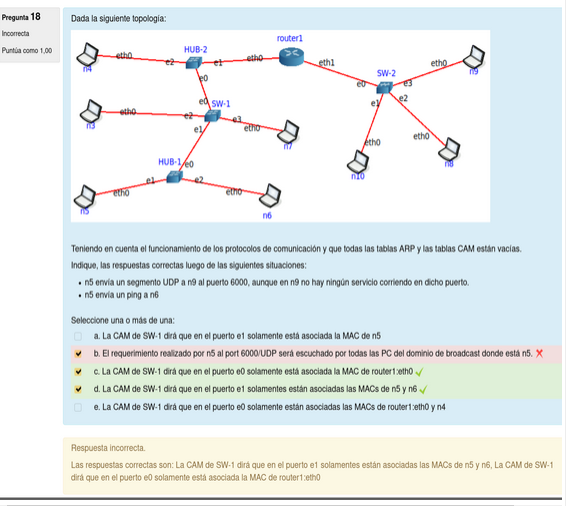 Pregunta 18
Incorrecta
Puntúa como 1,00
Dada la siguiente topología:
router1
HUB-2
n4
eth0
e2
e1
eth0
eth1
eth0
n9
SW-2
e0
e0
e3
e0
SW-1
e1
e2
n3
eth0
e2
e3
eth0
e1
n7
eth0
eth0
n8
HUB-1
e0
n10
e1
e2
n5
eth0
eth0
n6
Teniendo en cuenta el funcionamiento de los protocolos de comunicación y que todas las tablas ARP y las tablas CAM están vacías.
Indique, las respuestas correctas luego de las siguientes situaciones:
• n5 envía un segmento UDP a n9 al puerto 6000, aunque en n9 no hay ningún servicio corriendo en dicho puerto.
• n5 envía un ping a n6
Seleccione una o más de una:
a. La CAM de SW-1 dirá que en el puerto e1 solamente está asociada la MAC de n5
b. El requerimiento realizado por n5 al port 6000/UDP será escuchado por todas las PC del dominio de broadcast donde está n5.
c. La CAM de SW-1 dirá que en el puerto e0 solamente está asociada la MAC de router1:eth0
d. La CAM de SW-1 dirá que en el puerto e1 solamentes están asociadas las MACs de n5 y n6
e. La CAM de SW-1 dirá que en el puerto e0 solamente están asociadas las MACs de router1:eth0 y n4
Respuesta incorrecta.
Las respuestas correctas son: La CAM de SW-1 dirá que en el puerto e1 solamentes están asociadas las MACs de n5 y n6, La CAM de SW-1
dirá que en el puerto e0 solamente está asociada la MAC de router1:eth0